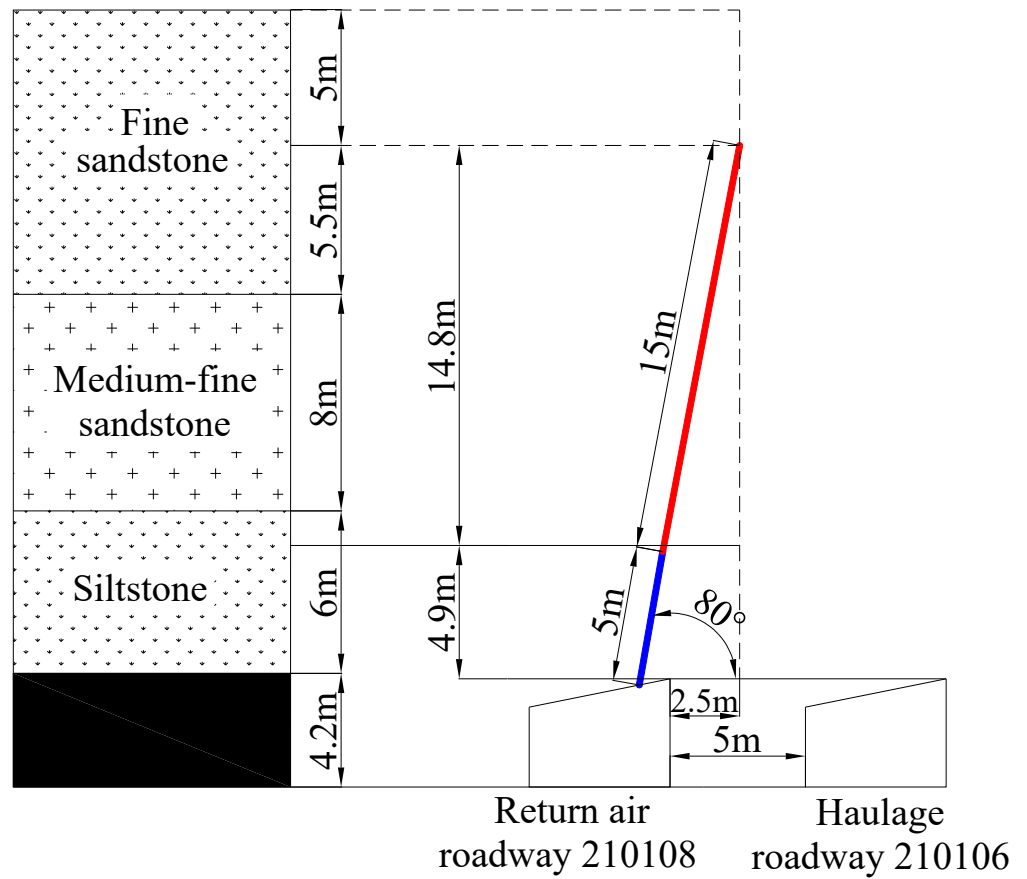 5m
Fine
sandstone
5.5m
14.8m
15m
Medium-fine
sandstone
8m
Siltstone
6m
4.9m
5m
80°
4.2m
2.5m
5m
Return air
roadway 210108
Haulage
roadway 210106